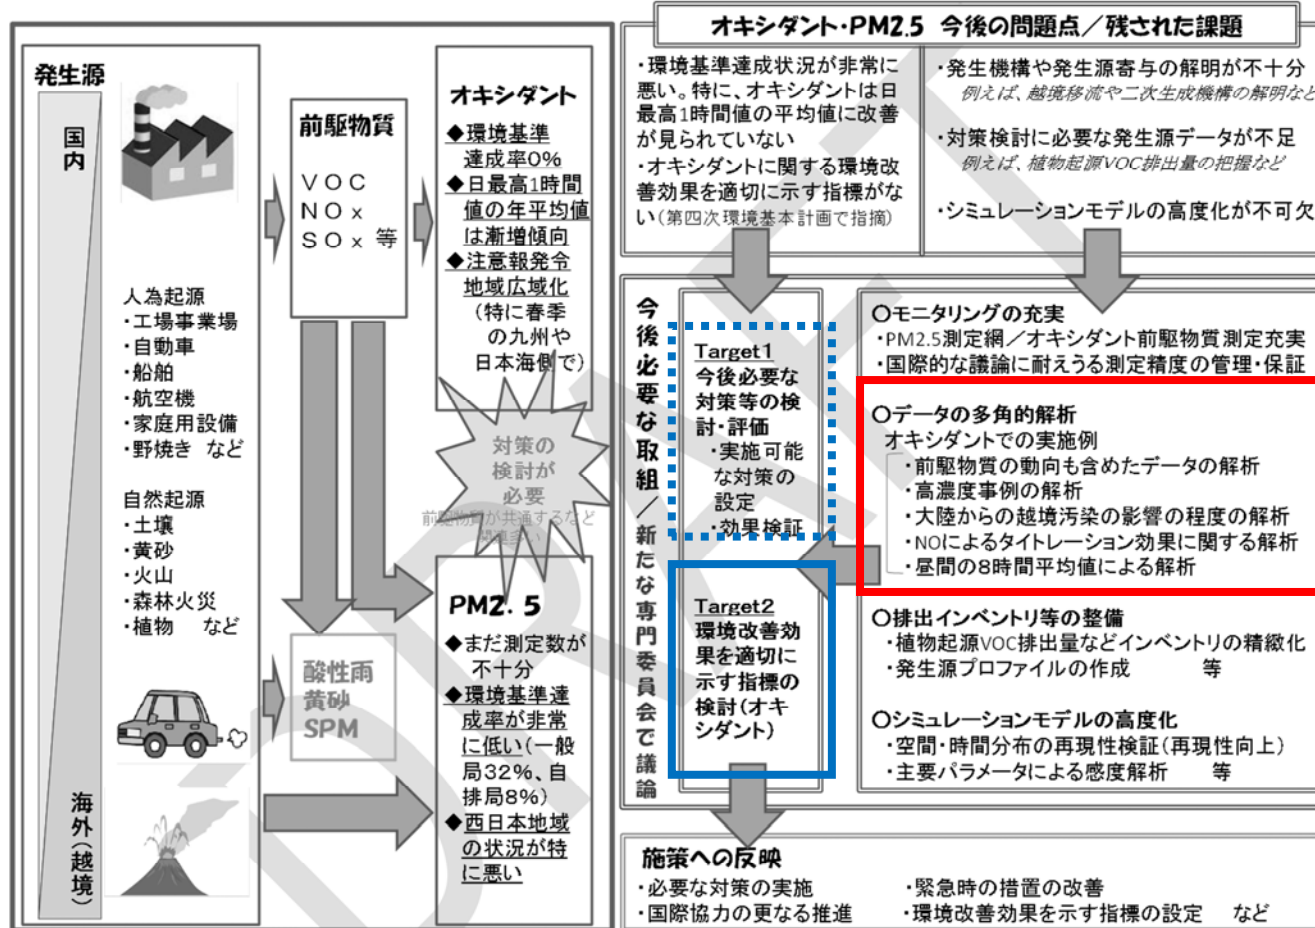 発生源
国内
人為起源
・工場事業場
・自動車
・船舶
・航空機
・家庭用設備
・野焼き など
自然起源
・土壌
・黄砂
・火山
・森林火災
・植物 など
海外(越境)
前駆物質
VOC
NOx
SOx 等
酸性雨
黄砂
SPM
オキシダント
◆環境基準
達成率0%
◆日最高1時間
値の年平均値
は漸増傾向
◆注意報発令
地域広域化
(特に春季
の九州や
日本海側で)
対策の
検討が
必要
前駆物質が共通するなど
関連多い
PM2.5
◆まだ測定数が
不十分
◆環境基準達
成率が非常
に低い(一般
局32%、自
排局8%)
◆西日本地域
の状況が特
に悪い
オキシダント・PM2.5 今後の問題点/残された課題
・環境基準達成状況が非常に
悪い。特に、オキシダントは日
最高1時間値の平均値に改善
が見られていない
・オキシダントに関する環境改
善効果を適切に示す指標がな
い(第四次環境基本計画で指摘)
・発生機構や発生源寄与の解明が不十分
例えば、越境移流や二次生成機構の解明など
・対策検討に必要な発生源データが不足
例えば、植物起源VOC排出量の把握など
・シミュレーションモデルの高度化が不可欠
今後必要な取組/新たな専門委員会で議論
Target1
今後必要な
対策等の検
討・評価
・実施可能
な対策の
設定
・効果検証
Target2
環境改善効
果を適切に
示す指標の
検討(オキ
シダント)
○モニタリングの充実
・PM2.5測定網/オキシダント前駆物質測定充実
・国際的な議論に耐えうる測定精度の管理・保証
○データの多角的解析
オキシダントでの実施例
・前駆物質の動向も含めたデータの解析
・高濃度事例の解析
・大陸からの越境汚染の影響の程度の解析
・NOによるタイトレーション効果に関する解析
・昼間の8時間平均値による解析
○排出インベントリ等の整備
・植物起源VOC排出量などインベントリの精緻化
・発生源プロファイルの作成 等
○シミュレーションモデルの高度化
・空間・時間分布の再現性検証(再現性向上)
・主要パラメータによる感度解析 等
施策への反映
・必要な対策の実施
・国際協力の更なる推進
・緊急時の措置の改善
・環境改善効果を示す指標の設定 など
DRAFT